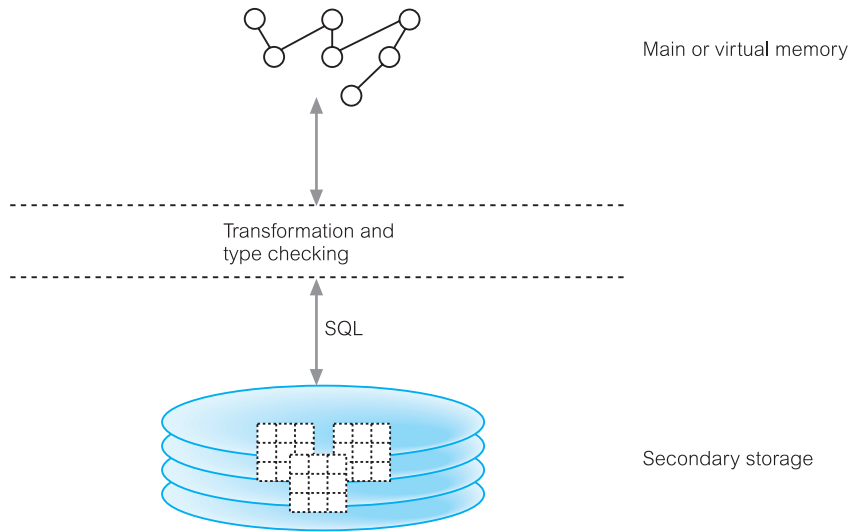 Main or virtual memory
Transformation and
type checking
SQL
Secondary storage